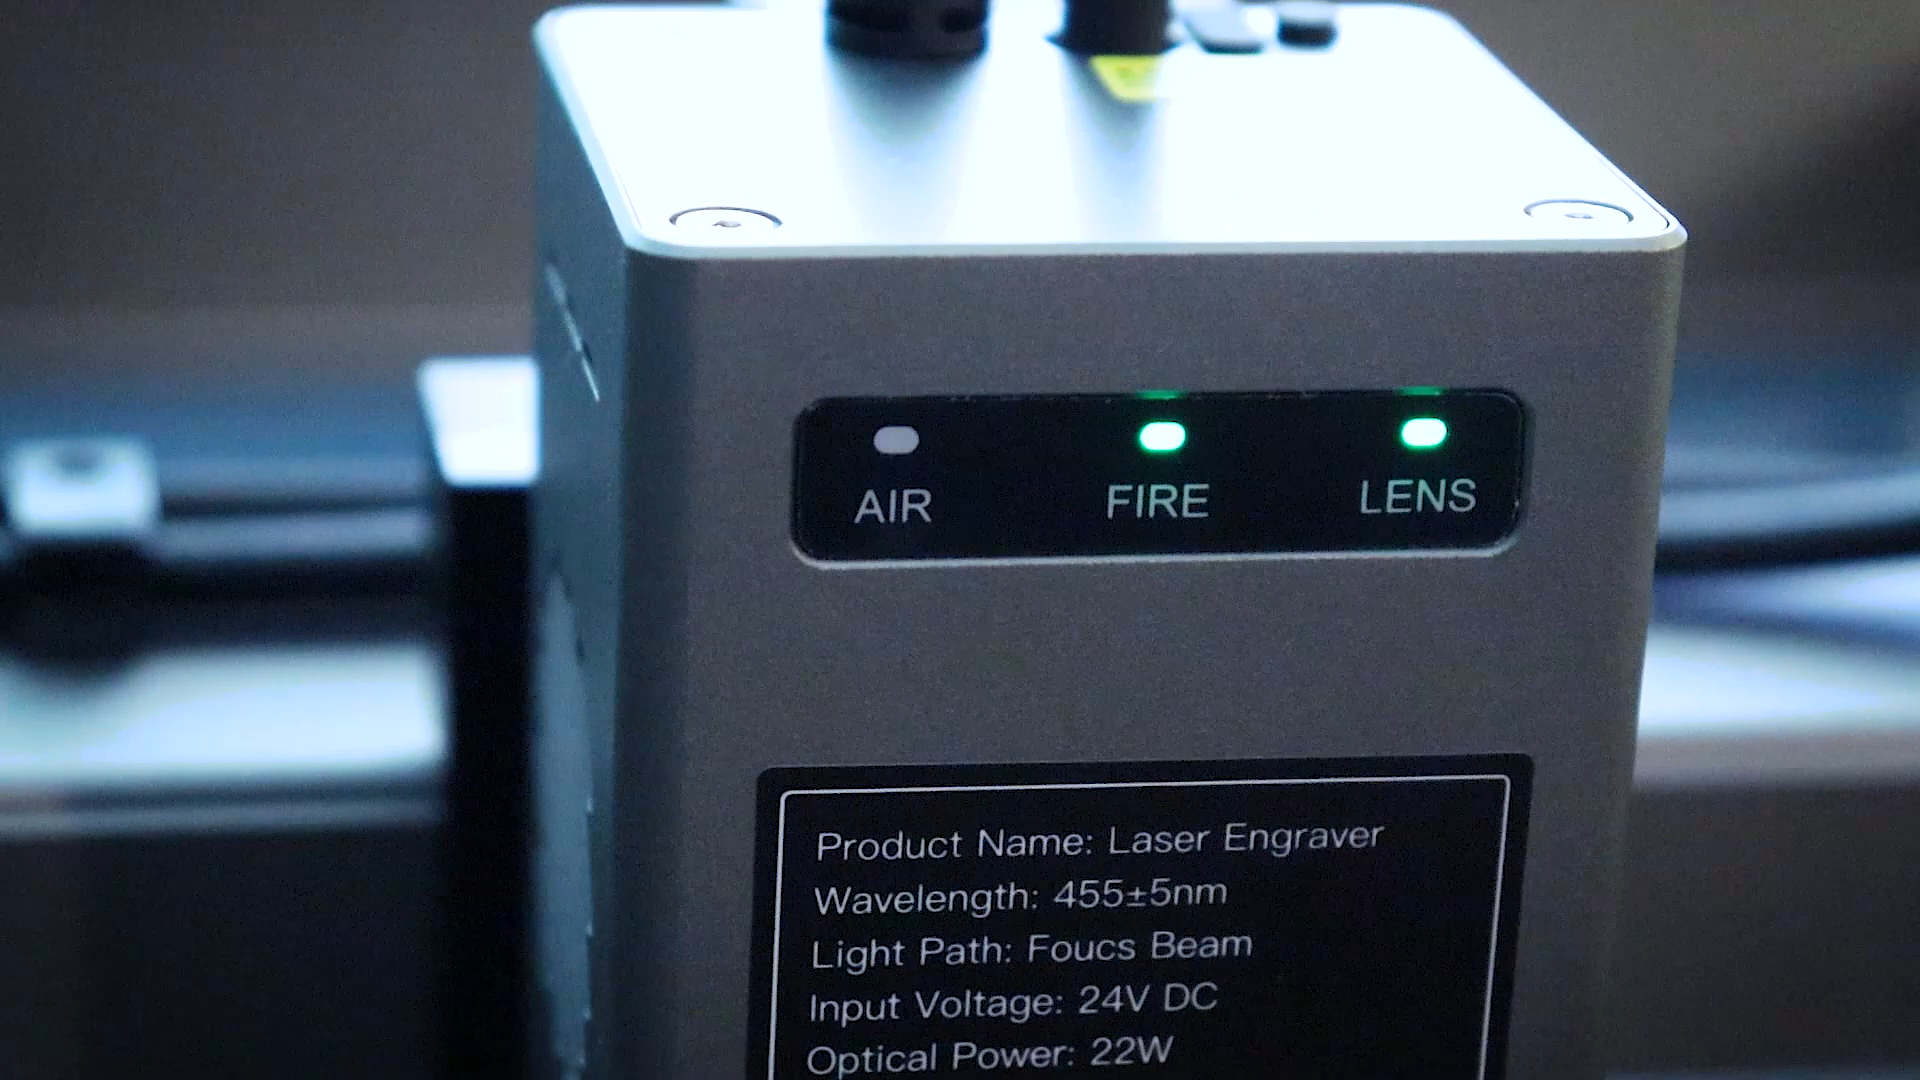 AIR FIRE LENS
Product Name: Laser Engraver
Wavelength: 455±5nm
Light Path: Foucs Beam
Input Voltage: 24V DC
Optical Power: 22W